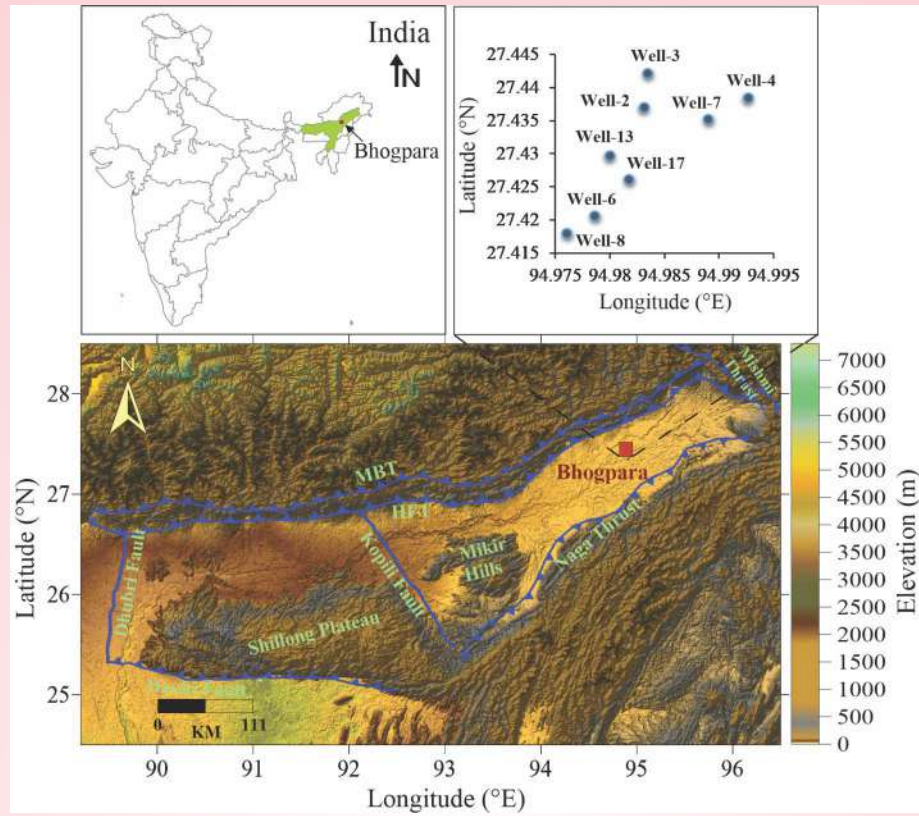 India
N
Bhogpara
27.445
27.44
27.435
27.43
27.425
27.42
27.415
Latitude (°N)
Well-3
Well-4
Well-2
Well-7
Well-13
Well-17
Well-6
Well-8
94.975 94.98 94.985 94.99 94.995
Longitude (°E)
N
28
27
26
25
Latitude (°N)
MBT
HFT
Mishmi
Thrust
Bhogpara
Naga Thrust
Kopili Fault
Mikir
Hills
Dhubri Fault
Shillong Plateau
Fault
0 111
KM
90 91 92 93 94 95 96
Longitude (°E)
7000
6500
6000
5500
5000
4500
4000
3500
3000
2500
2000
1500
1000
500
0
Elevation (m)